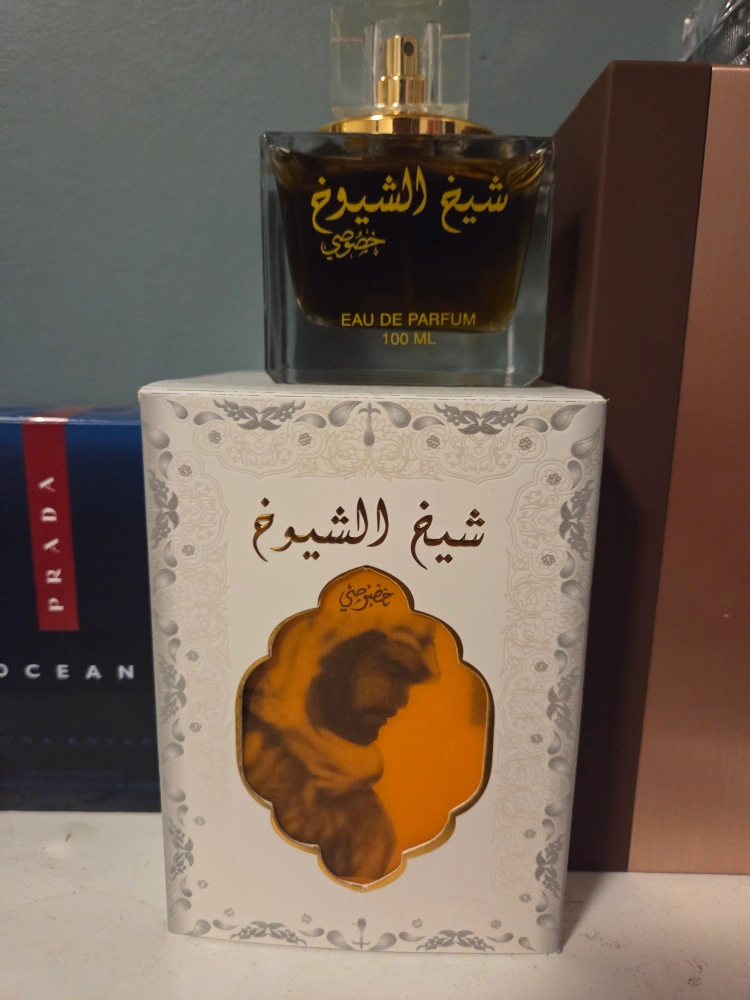 شيخ الشيوخ
خصوصي
EAU DE PARFUM
100 ML
شيخ الشيوخ
خصوصي
PRADA
OCEAN